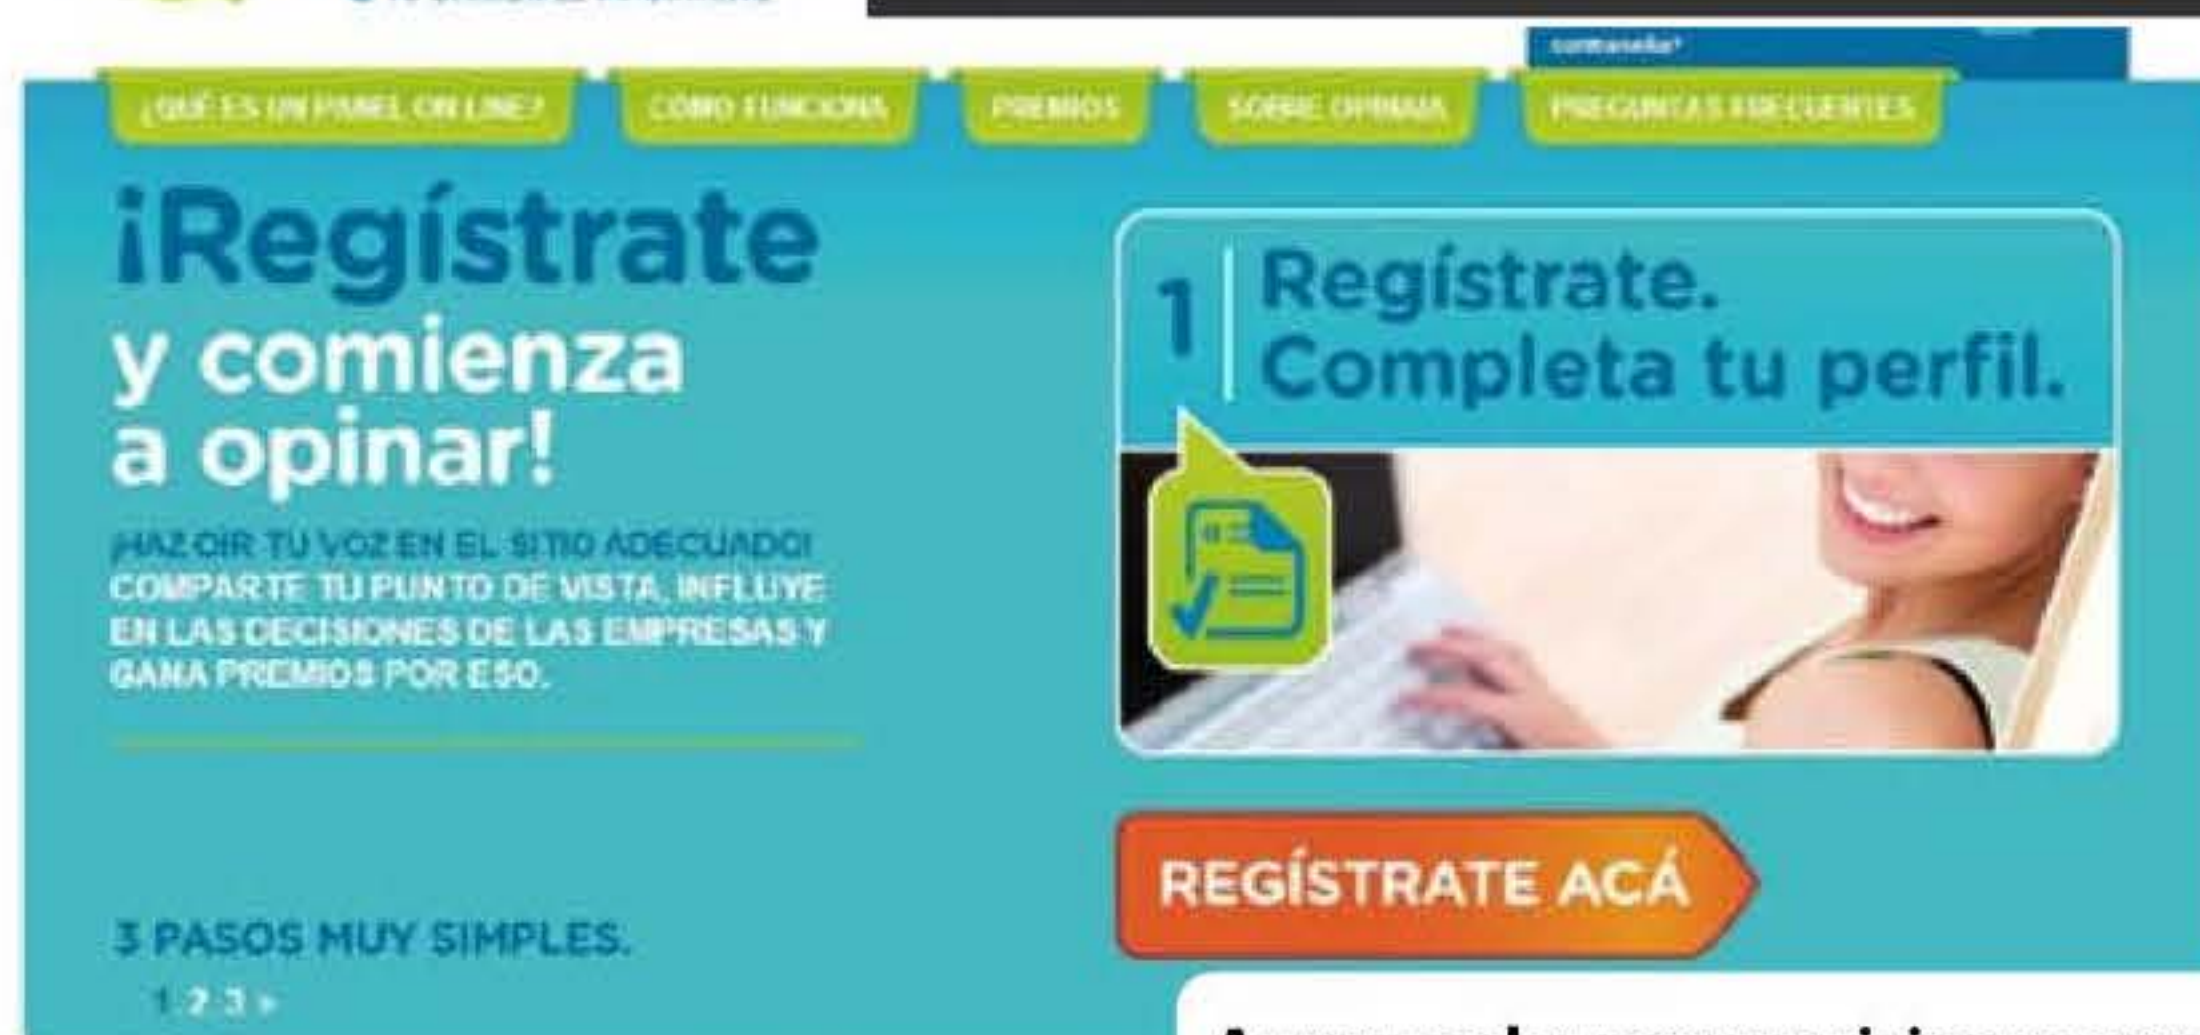 contraseña*
¿QUÉ ES UN PANEL ON LINE?
CÓMO FUNCIONA
PREMIOS
SOBRE OPINAIA
PREGUNTAS FRECUENTES
¡Regístrate
y comienza
a opinar!
¡HAZ OÍR TU VOZ EN EL SITIO ADECUADO!
COMPARTE TU PUNTO DE VISTA, INFLUYE
EN LAS DECISIONES DE LAS EMPRESAS Y
GANA PREMIOS POR ESO.
3 PASOS MUY SIMPLES.
1 2 3 »
1
Regístrate.
Completa tu perfil.
REGÍSTRATE ACÁ